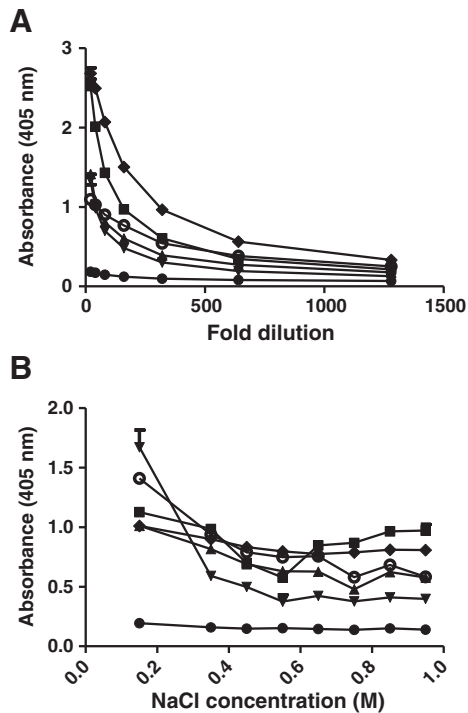 A
Absorbance (405 nm)
3
2
1
0
0 500 1000 1500
Fold dilution
B
Absorbance (405 nm)
2.0
1.5
1.0
0.5
0.0
0.0 0.2 0.4 0.6 0.8 1.0
NaCl concentration (M)